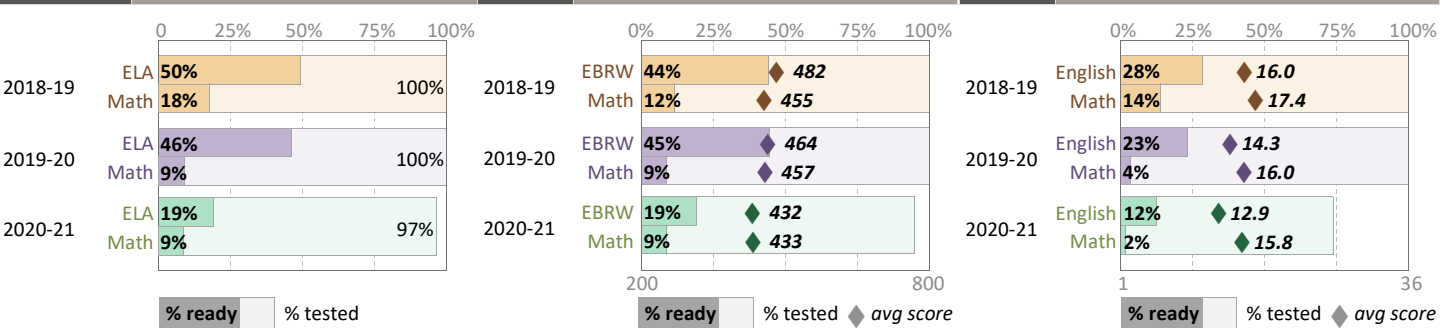 0 25% 50% 75% 100%
2018-19
ELA 50%
Math 18%
100%
2019-20
ELA 46%
Math 9%
100%
2020-21
ELA 19%
Math 9%
97%
% ready % tested
0% 25% 50% 75% 100%
2018-19
EBRW 44% 482
Math 12% 455
2019-20
EBRW 45% 464
Math 9% 457
2020-21
EBRW 19% 432
Math 9% 433
200 800
% ready % tested avg score
0% 25% 50% 75% 100%
2018-19
English 28% 16.0
Math 14% 17.4
2019-20
English 23% 14.3
Math 4% 16.0
2020-21
English 12% 12.9
Math 2% 15.8
1 36
% ready % tested avg score